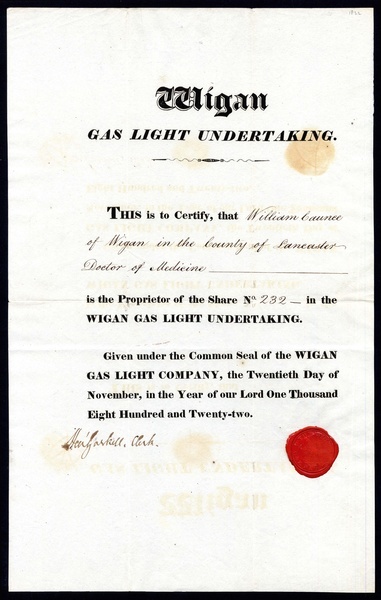 Wigan
GAS LIGHT UNDERTAKING.
THIS is to Certify, that William Caunce
of Wigan in the County of Lancaster
Doctor of Medicine
is the Proprietor of the Share No. 232 in the
WIGAN GAS LIGHT UNDERTAKING.
Given under the Common Seal of the WIGAN
GAS LIGHT COMPANY, the Twentieth Day of
November, in the Year of our Lord One Thousand
Eight Hundred and Twenty-two.
Gaskell, Clerk.